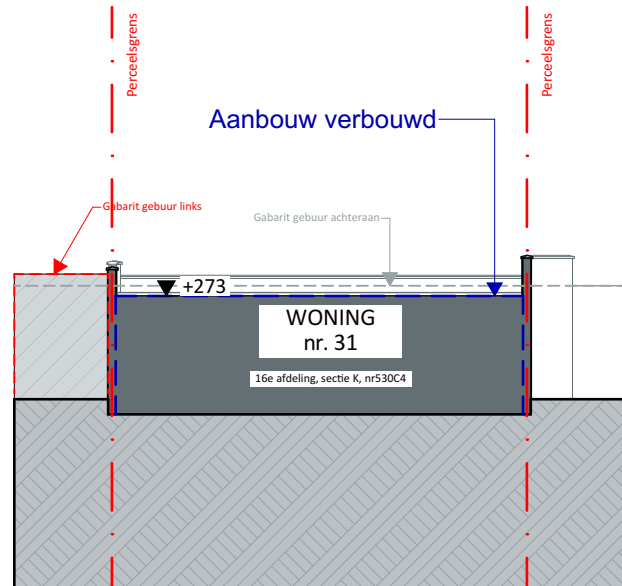 Perceelsgrens
Perceelsgrens
Aanbouw verbouwd
Gabarit gebuur links
Gabarit gebuur achteraan
+273
WONING
nr. 31
16e afdeling, sectie K, nr530C4